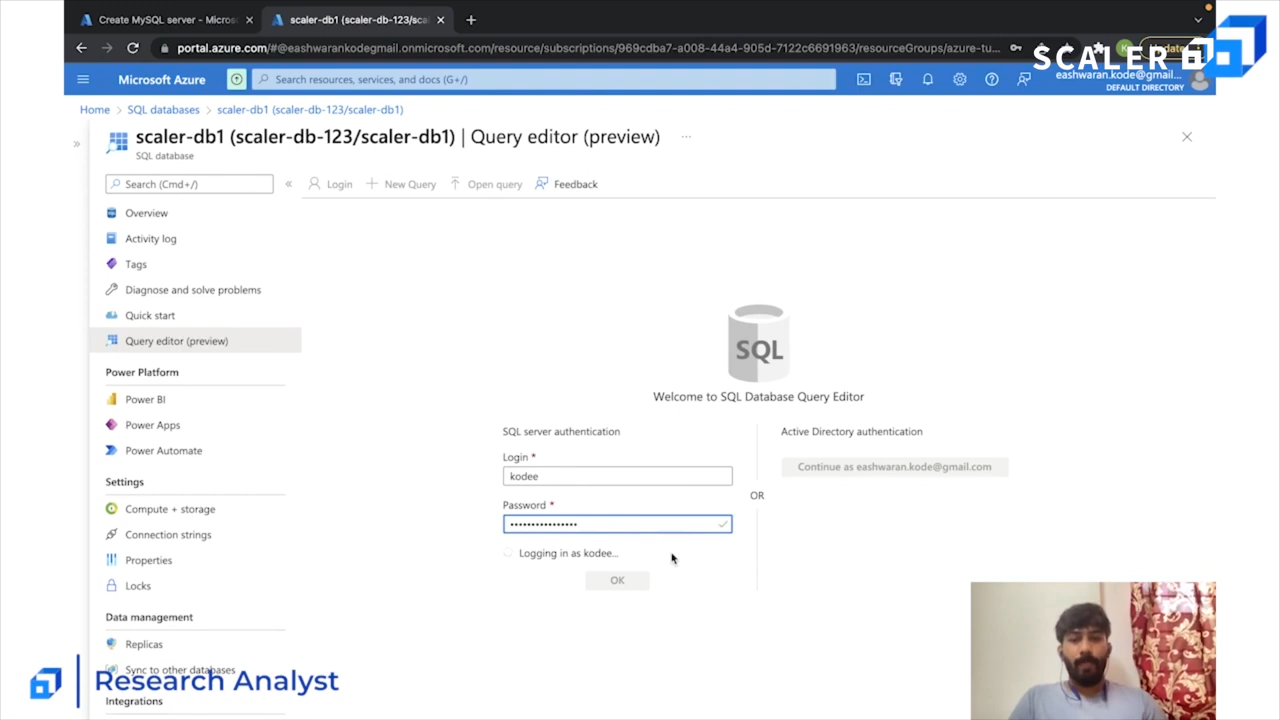 Create MySQL server - Micros
scaler-db1 (scaler-db-123/sca
portal.azure.com/#@eashwarankodegmail.onmicrosoft.com/resource/subscriptions/969cdba7-a008-44a4-905d-7122c6691963/resourceGroups/azure-tu...
K
Update
SCALER
Microsoft Azure
Search resources, services, and docs (G+/)
eashwaran.kode@gmail...
DEFAULT DIRECTORY
Home > SQL databases > scaler-db1 (scaler-db-123/scaler-db1)
scaler-db1 (scaler-db-123/scaler-db1) | Query editor (preview) ...
SQL database
Search (Cmd+/)
Login
New Query
Open query
Feedback
Overview
Activity log
Tags
Diagnose and solve problems
Quick start
Query editor (preview)
Power Platform
Power BI
Power Apps
Power Automate
Settings
Compute + storage
Connection strings
Properties
Locks
Data management
Replicas
Sync to other databases
Integrations
SQL
Welcome to SQL Database Query Editor
SQL server authentication
Login *
kodee
Password *
Logging in as kodee...
OK
OR
Active Directory authentication
Continue as eashwaran.kode@gmail.com
Research Analyst